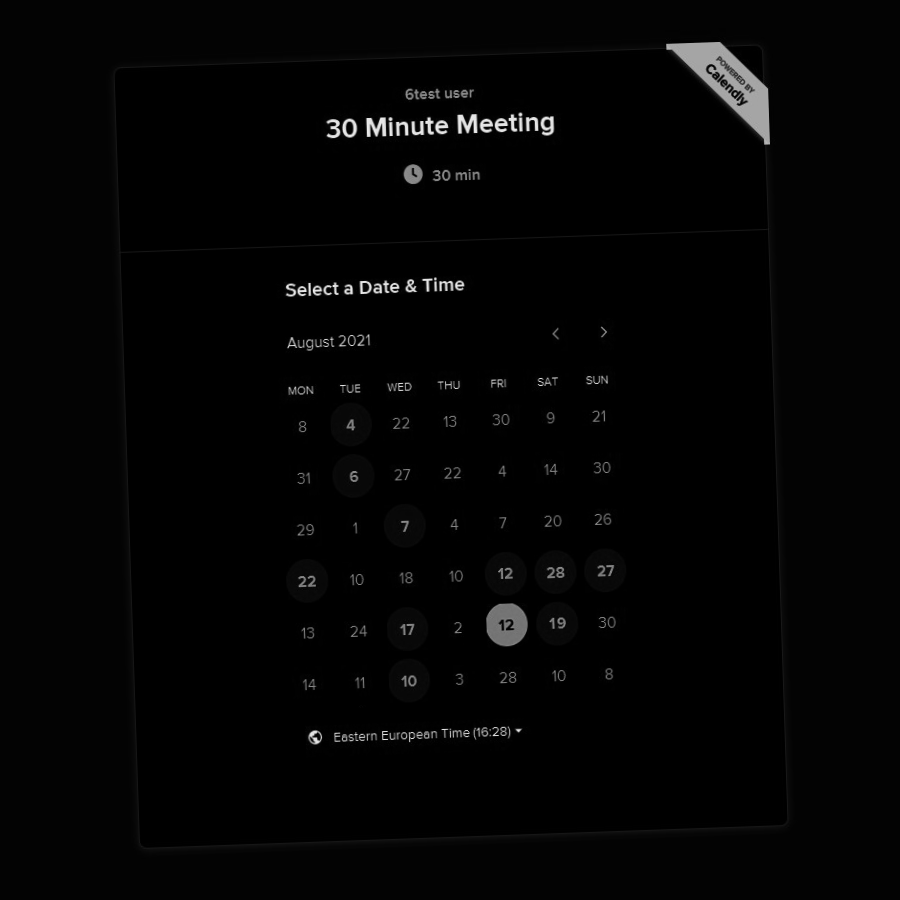 6test user
POWERED BY
Calendly
30 Minute Meeting
30 min
Select a Date & Time
August 2021
MON TUE WED THU FRI SAT SUN
8 4 22 13 30 9 21
31 6 27 22 4 14 30
29 1 7 4 7 20 26
22 10 18 10 12 28 27
13 24 17 2 12 19 30
14 11 10 3 28 10 8
Eastern European Time (16:28)